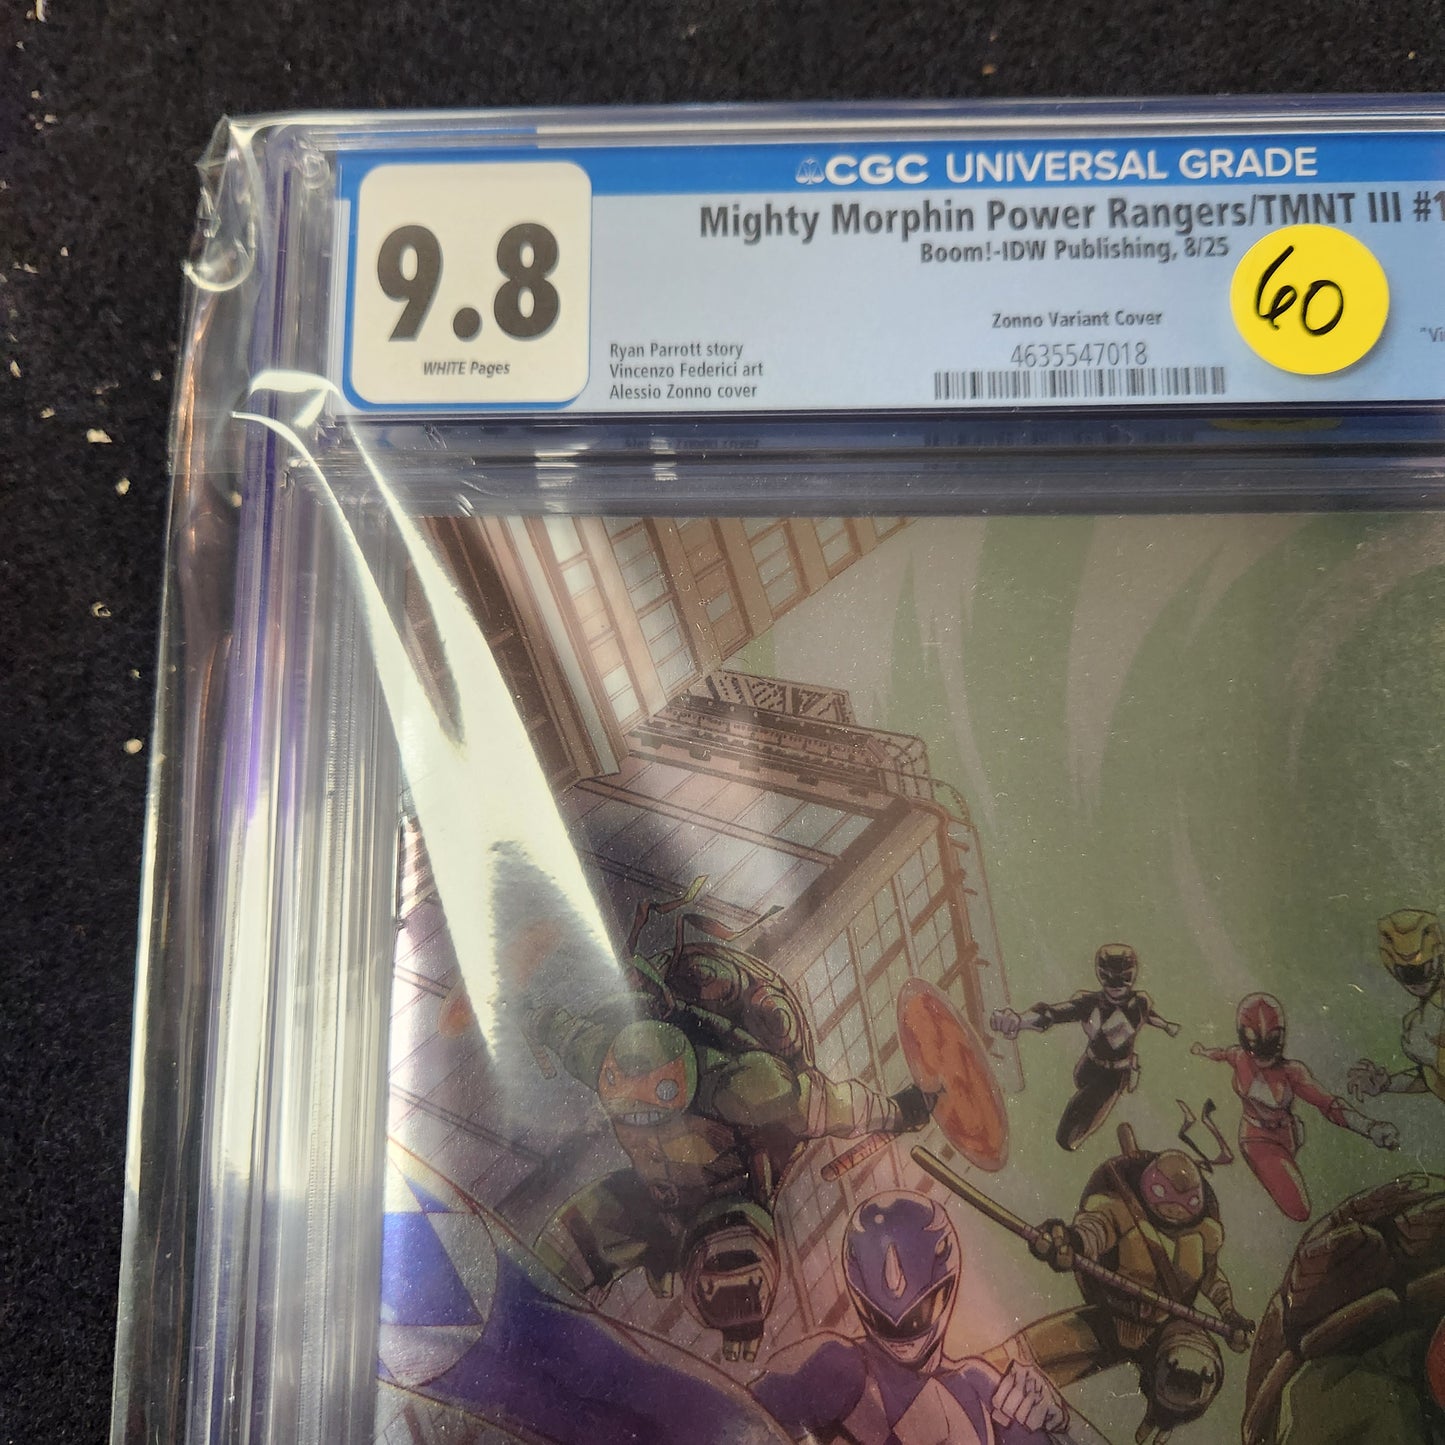 CGC UNIVERSAL GRADE
9.8
WHITE Pages
Mighty Morphin Power Rangers/TMNT III #1
Boom!-IDW Publishing, 8/25
60
Zonno Variant Cover
4635547018
Ryan Parrott story
Vincenzo Federici art
Alessio Zonno cover
"Vi